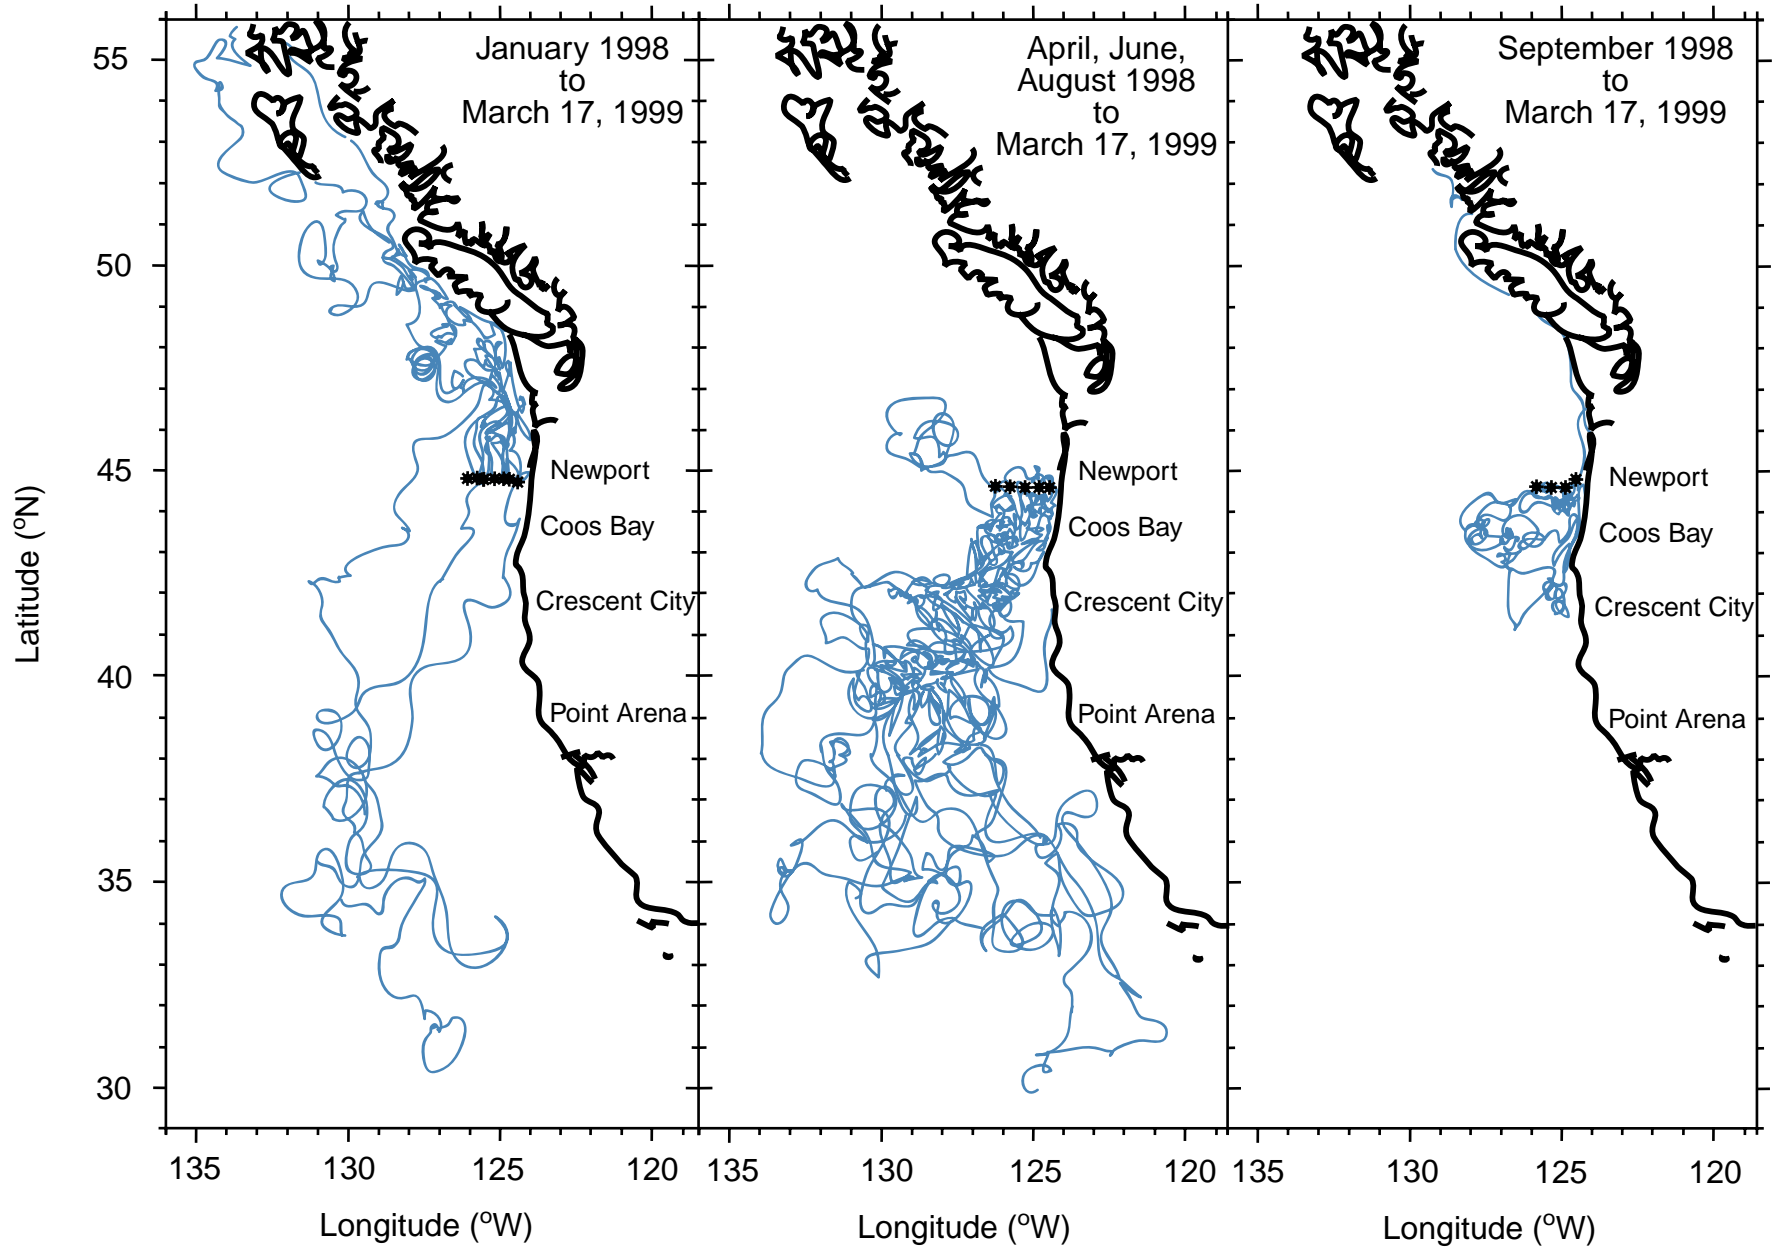 January 1998
to
March 17, 1999
April, June,
August 1998
to
March 17, 1999
September 1998
to
March 17, 1999
55
50
45
40
35
30
Latitude (°N)
Newport
Coos Bay
Crescent City
Point Arena
Newport
Coos Bay
Crescent City
Point Arena
Newport
Coos Bay
Crescent City
Point Arena
135 130 125 120
135 130 125 120
135 130 125 120
Longitude (°W)
Longitude (°W)
Longitude (°W)